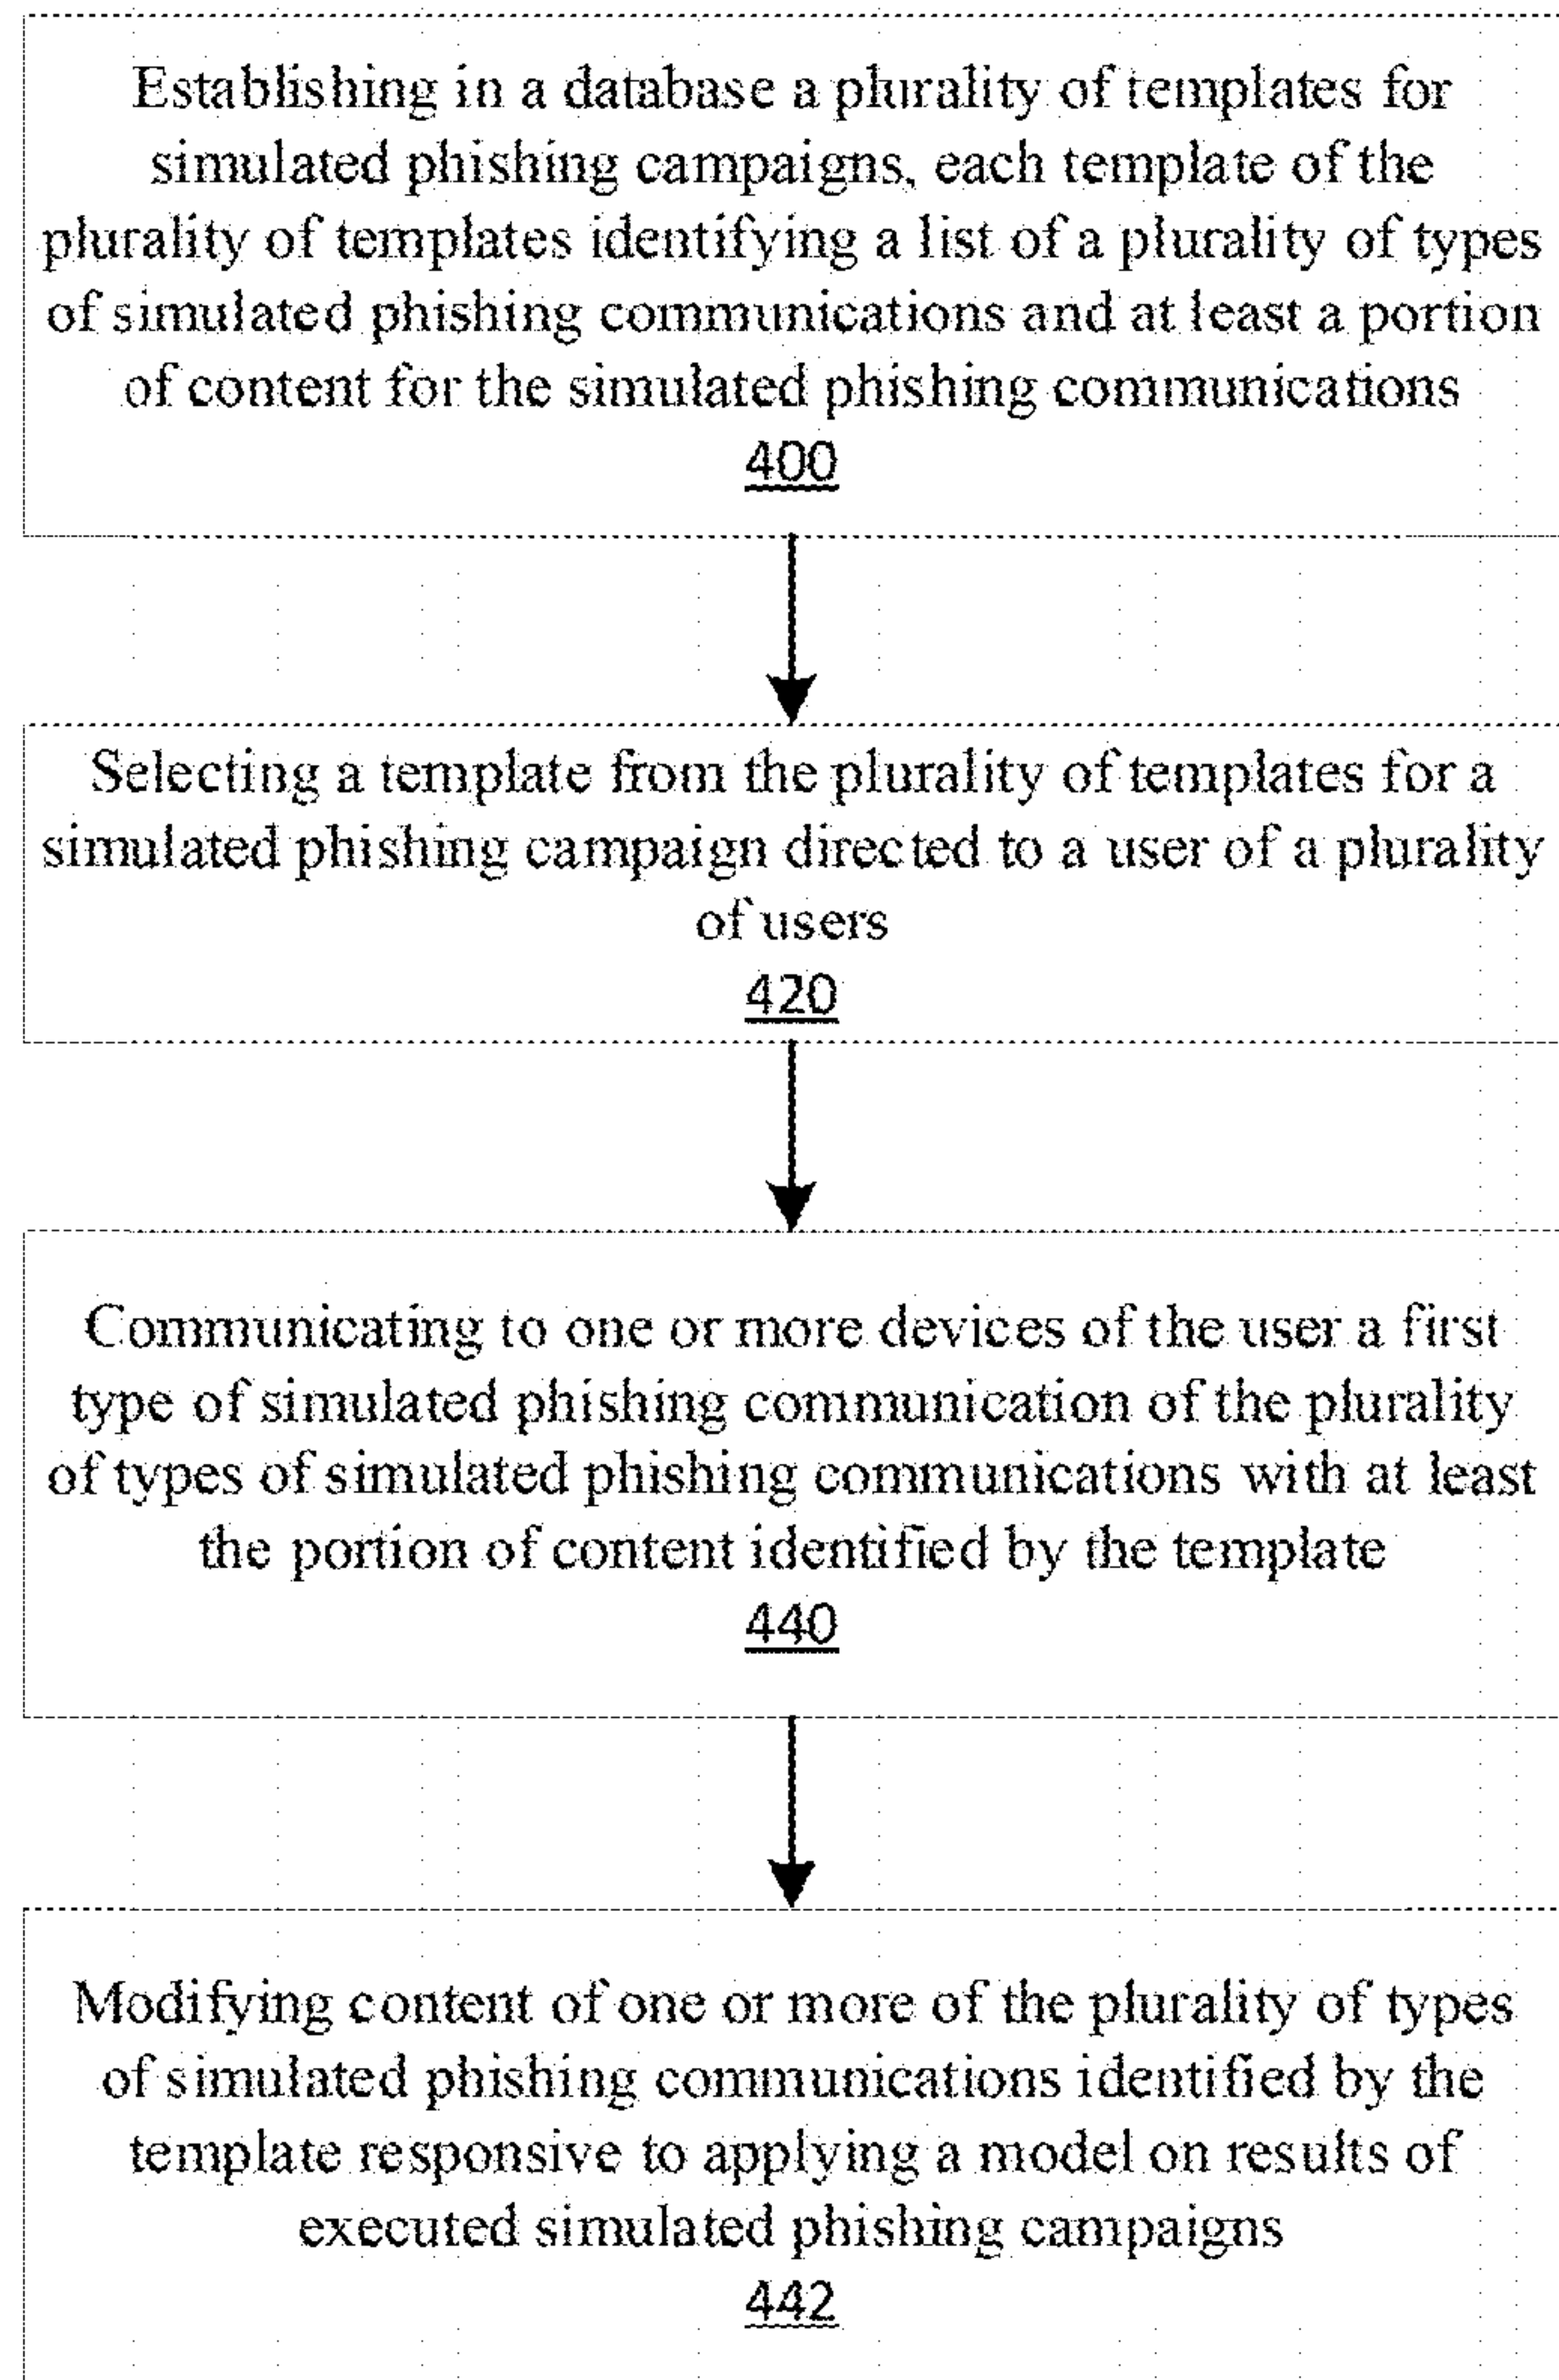 Establishing in a database a plurality of templates for
simulated phishing campaigns, each template of the
plurality of templates identifying a list of a plurality of types
of simulated phishing communications and at least a portion
of content for the simulated phishing communications
400
Selecting a template from the plurality of templates for a
simulated phishing campaign directed to a user of a plurality
of users
420
Communicating to one or more devices of the user a first
type of simulated phishing communication of the plurality
of types of simulated phishing communications with at least
the portion of content identified by the template
440
Modifying content of one or more of the plurality of types
of simulated phishing communications identified by the
template responsive to applying a model on results of
executed simulated phishing campaigns
442